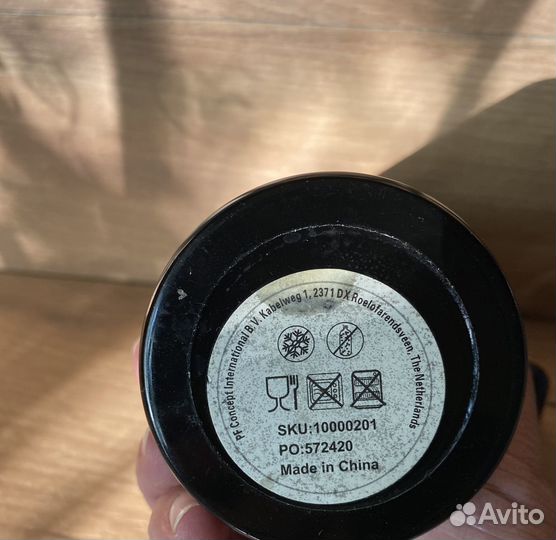 PF Concept International B.V. Kabelweg 1, 2371 DX Roelofarendsveen, The Netherlands
SKU:10000201
PO:572420
Made in China
Avito